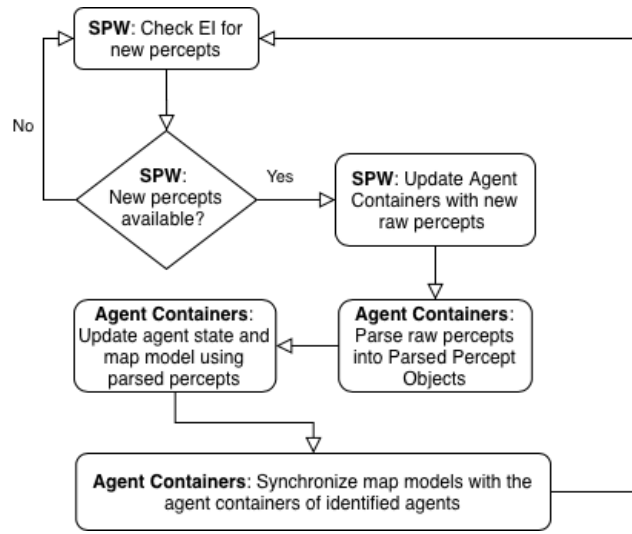 SPW: Check EI for
new percepts
No
SPW:
New percepts
available?
Yes
SPW: Update Agent
Containers with new
raw percepts
Agent Containers:
Parse raw percepts
into Parsed Percept
Objects
Agent Containers:
Update agent state and
map model using
parsed percepts
Agent Containers: Synchronize map models with the
agent containers of identified agents